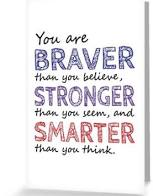 You are
BRAVER
than you believe,
STRONGER
than you seem, and
SMARTER
than you think.